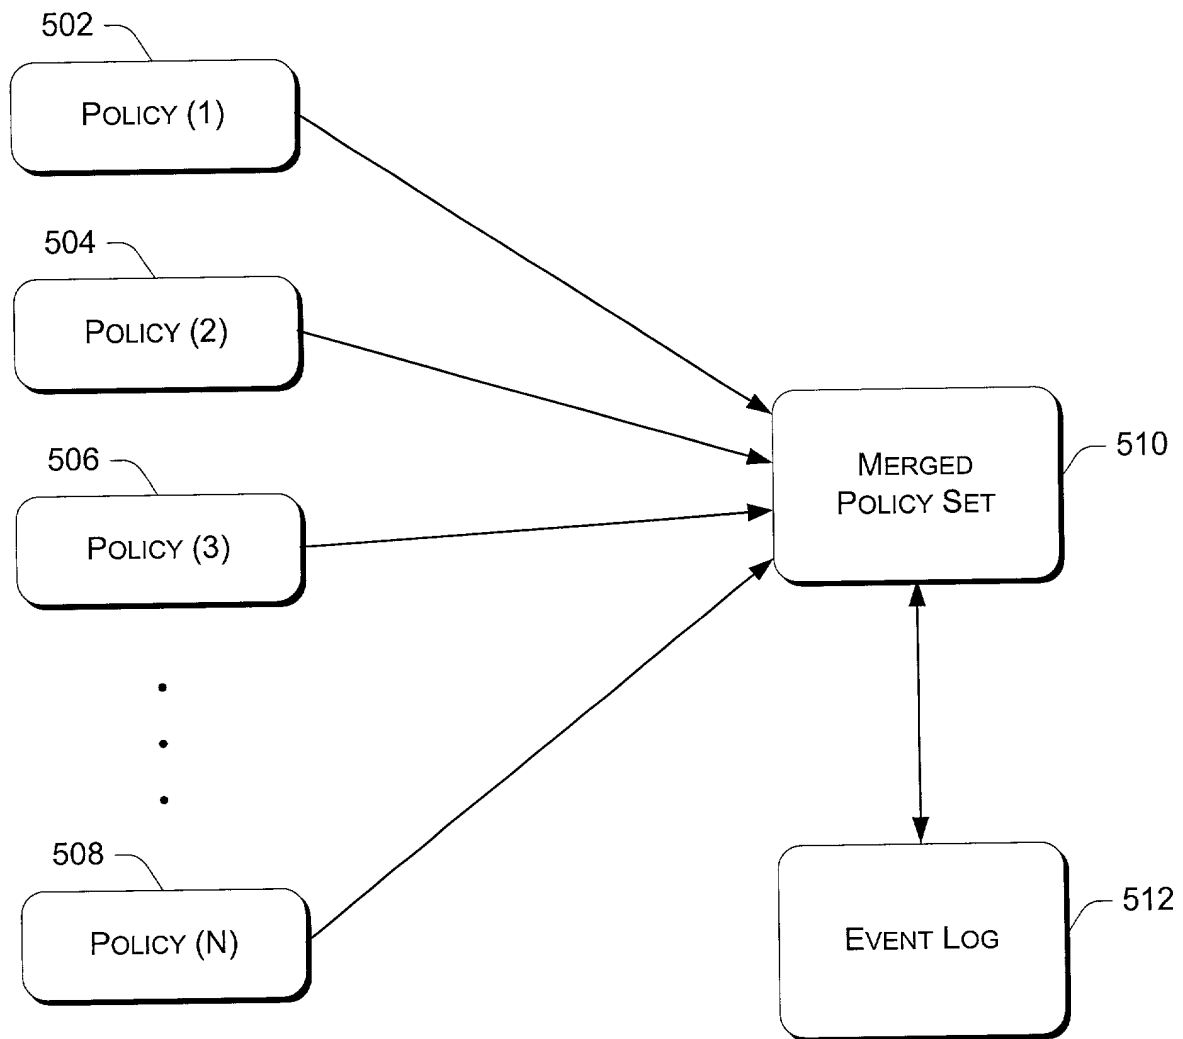 502
POLICY (1)
504
POLICY (2)
506
POLICY (3)
508
POLICY (N)
MERGED
POLICY SET
510
EVENT LOG
512